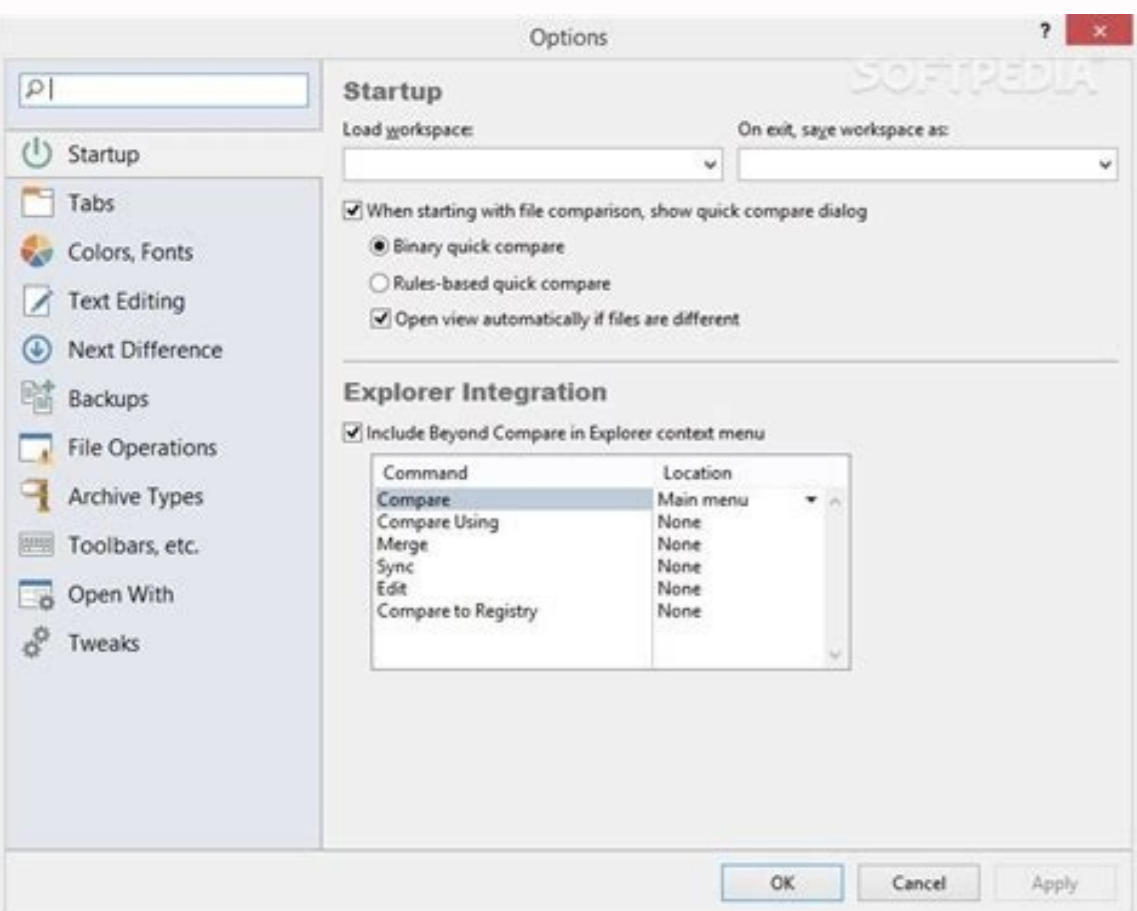 Options
?
SOFTPEDIA
Startup
Tabs
Colors, Fonts
Text Editing
Next Difference
Backups
File Operations
Archive Types
Toolbars, etc.
Open With
Tweaks
Startup
Load workspace:
On exit, save workspace as:
When starting with file comparison, show quick compare dialog
Binary quick compare
Rules-based quick compare
Open view automatically if files are different
Explorer Integration
Include Beyond Compare in Explorer context menu
Command Location
Compare Main menu
Compare Using None
Merge None
Sync None
Edit None
Compare to Registry None
OK Cancel Apply